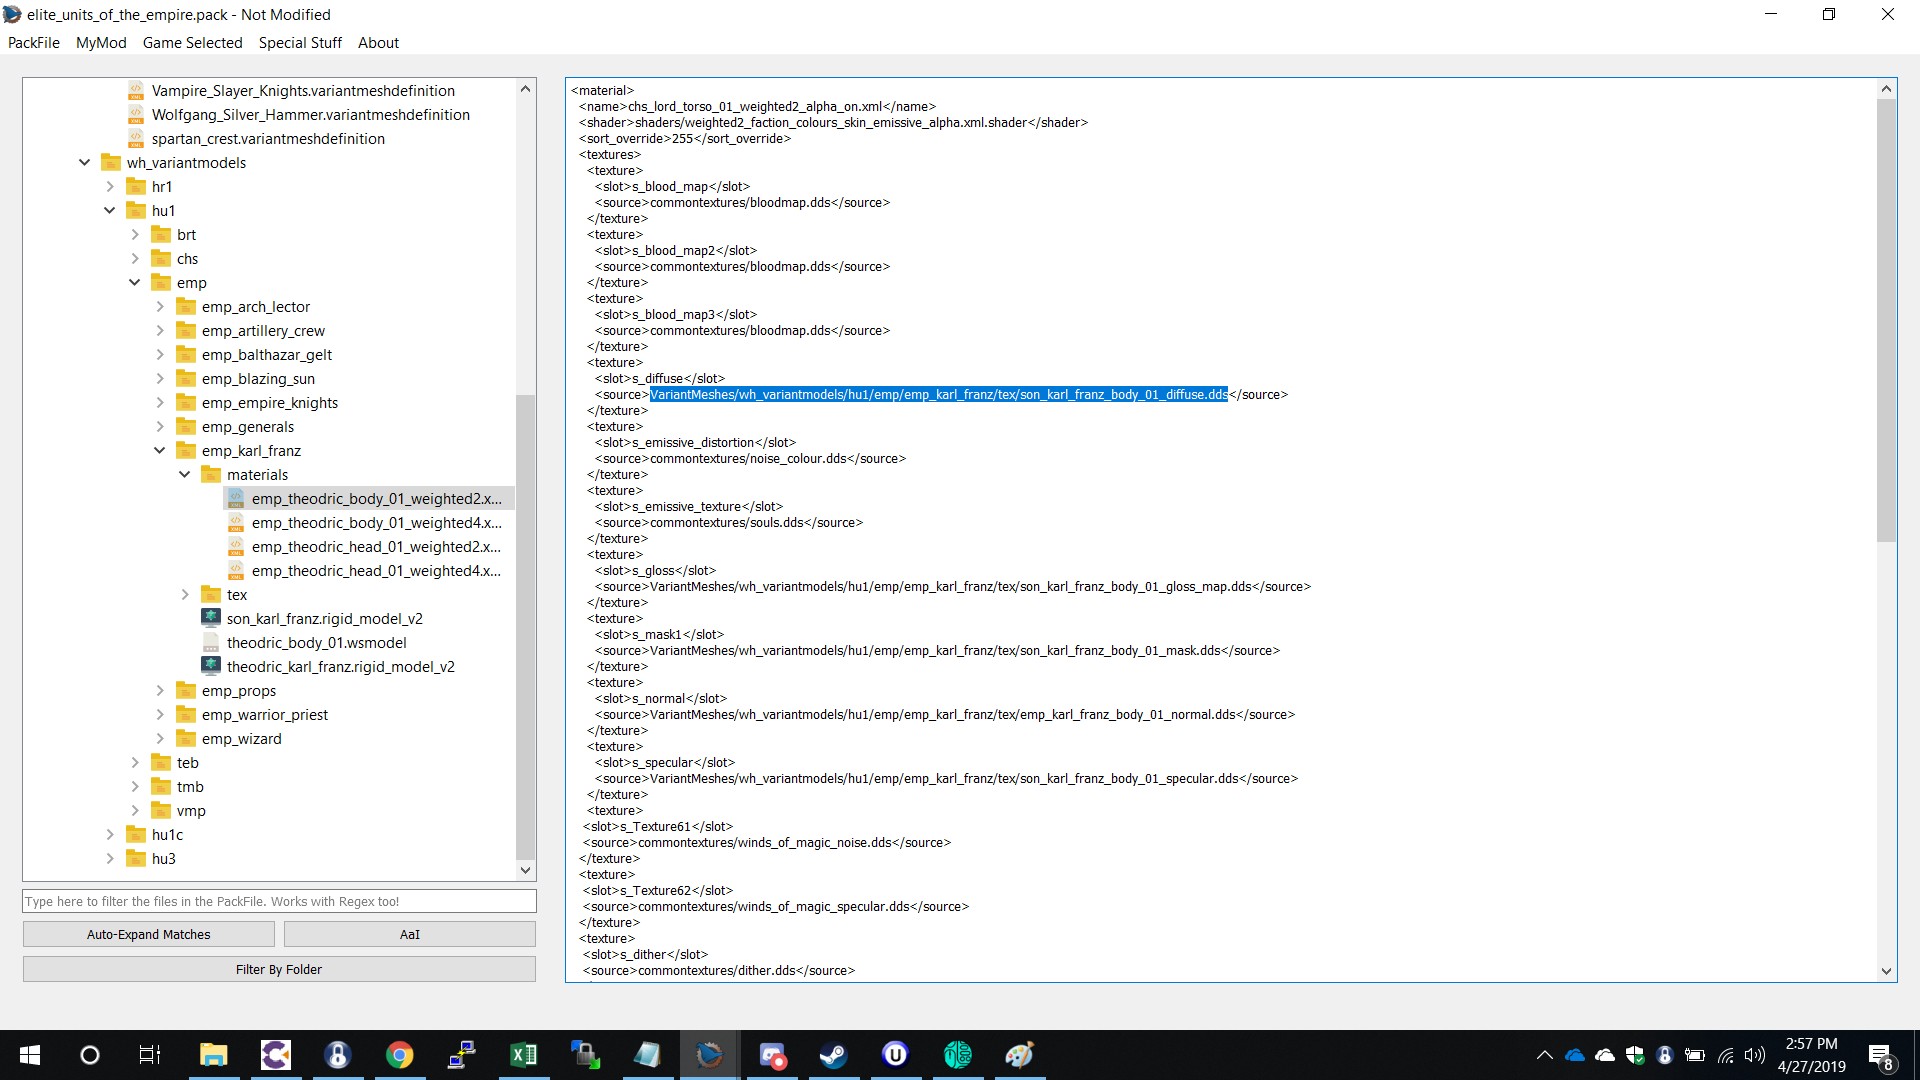 elite_units_of_the_empire.pack - Not Modified
PackFile MyMod Game Selected Special Stuff About
Vampire_Slayer_Knights.variantmeshdefinition
Wolfgang_Silver_Hammer.variantmeshdefinition
spartan_crest.variantmeshdefinition
wh_variantmodels
hr1
hu1
brt
chs
emp
emp_arch_lector
emp_artillery_crew
emp_balthazar_gelt
emp_blazing_sun
emp_empire_knights
emp_generals
emp_karl_franz
materials
emp_theodric_body_01_weighted2.x...
emp_theodric_body_01_weighted4.x...
emp_theodric_head_01_weighted2.x...
emp_theodric_head_01_weighted4.x...
tex
son_karl_franz.rigid_model_v2
theodric_body_01.wsmodel
theodric_karl_franz.rigid_model_v2
emp_props
emp_warrior_priest
emp_wizard
teb
tmb
vmp
hu1c
hu3
Type here to filter the files in the PackFile. Works with Regex too!
Auto-Expand Matches AaI
Filter By Folder
<material>
<name>chs_lord_torso_01_weighted2_alpha_on.xml</name>
<shader>shaders/weighted2_faction_colours_skin_emissive_alpha.xml.shader</shader>
<sort_override>255</sort_override>
<textures>
<texture>
<slot>s_blood_map</slot>
<source>commontextures/bloodmap.dds</source>
</texture>
<texture>
<slot>s_blood_map2</slot>
<source>commontextures/bloodmap.dds</source>
</texture>
<texture>
<slot>s_blood_map3</slot>
<source>commontextures/bloodmap.dds</source>
</texture>
<texture>
<slot>s_diffuse</slot>
<source>VariantMeshes/wh_variantmodels/hu1/emp/emp_karl_franz/tex/son_karl_franz_body_01_diffuse.dds</source>
</texture>
<texture>
<slot>s_emissive_distortion</slot>
<source>commontextures/noise_colour.dds</source>
</texture>
<texture>
<slot>s_emissive_texture</slot>
<source>commontextures/souls.dds</source>
</texture>
<texture>
<slot>s_gloss</slot>
<source>VariantMeshes/wh_variantmodels/hu1/emp/emp_karl_franz/tex/son_karl_franz_body_01_gloss_map.dds</source>
</texture>
<texture>
<slot>s_mask1</slot>
<source>VariantMeshes/wh_variantmodels/hu1/emp/emp_karl_franz/tex/son_karl_franz_body_01_mask.dds</source>
</texture>
<texture>
<slot>s_normal</slot>
<source>VariantMeshes/wh_variantmodels/hu1/emp/emp_karl_franz/tex/emp_karl_franz_body_01_normal.dds</source>
</texture>
<texture>
<slot>s_specular</slot>
<source>VariantMeshes/wh_variantmodels/hu1/emp/emp_karl_franz/tex/son_karl_franz_body_01_specular.dds</source>
</texture>
<texture>
<slot>s_Texture61</slot>
<source>commontextures/winds_of_magic_noise.dds</source>
</texture>
<texture>
<slot>s_Texture62</slot>
<source>commontextures/winds_of_magic_specular.dds</source>
</texture>
<texture>
<slot>s_dither</slot>
<source>commontextures/dither.dds</source>
2:57 PM
4/27/2019
8